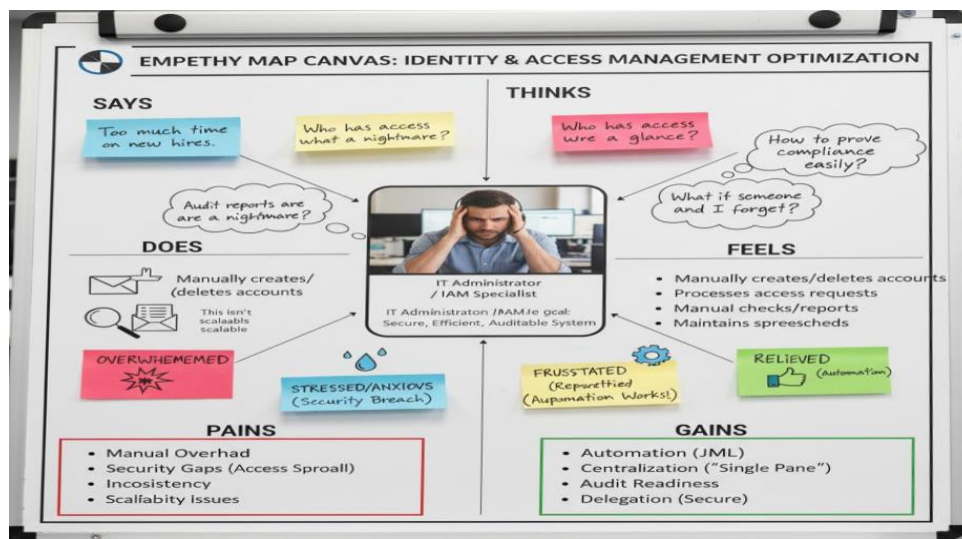 EMPETHY MAP CANVAS: IDENTITY & ACCESS MANAGEMENT OPTIMIZATION
SAYS
Too much time
on new hires.
Who has access
what a nightmare?
Audit reports are
are a nightmare?
THINKS
Who has access
wre a glance?
How to prove
compliance
easily?
What if someone
and I forget?
DOES
Manually creates/
(deletes accounts
This isn't
scalaabls
scalable
IT Administrator
/ IAM Specialist
IT Administraton goal:
Secure, Efficient, Auditable System
FEELS
• Manually creates/deletes accounts
• Processes access requests
• Manual checks/reports
• Maintains spreescheds
OVERWHEMEMED
STRESSED/ANXIOVS
(Security Breach)
FRUSSTATED
(Aupomation Works!)
RELIEVED
(Automation)
PAINS
• Manual Overhad
• Security Gaps (Access Sproall)
• Incosistency
• Scallabity issues
GAINS
• Automation (JML)
• Centralization ("Single Pane")
• Audit Readiness
• Delegation (Secure)